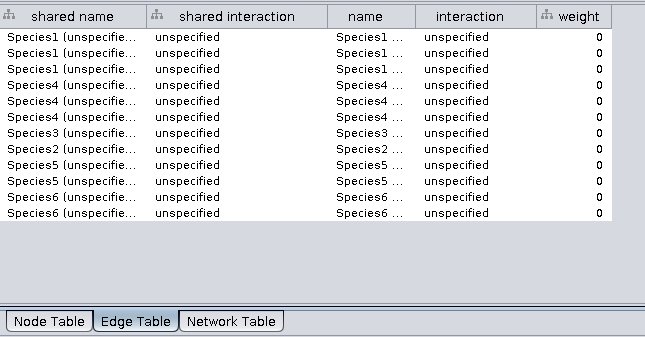 shared name shared interaction name interaction weight
Species1 (unspecifie... unspecified Species1 ... unspecified 0
Species1 (unspecifie... unspecified Species1 ... unspecified 0
Species1 (unspecifie... unspecified Species1 ... unspecified 0
Species4 (unspecifie... unspecified Species4 ... unspecified 0
Species4 (unspecifie... unspecified Species4 ... unspecified 0
Species4 (unspecifie... unspecified Species4 ... unspecified 0
Species3 (unspecifie... unspecified Species3 ... unspecified 0
Species2 (unspecifie... unspecified Species2 ... unspecified 0
Species5 (unspecifie... unspecified Species5 ... unspecified 0
Species5 (unspecifie... unspecified Species5 ... unspecified 0
Species6 (unspecifie... unspecified Species6 ... unspecified 0
Species6 (unspecifie... unspecified Species6 ... unspecified 0
Node Table Edge Table Network Table